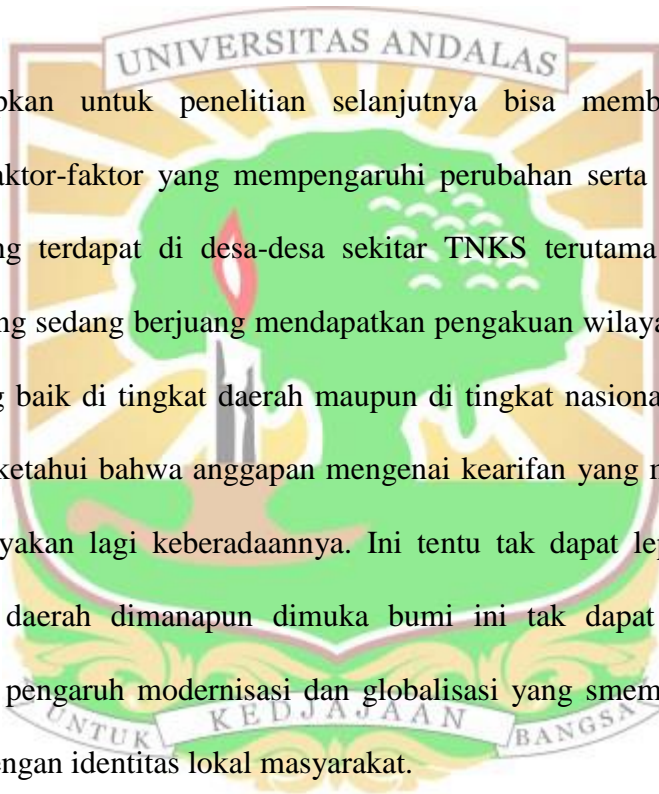 UNIVERSITAS ANDALAS
pkan untuk penelitian selanjutnya bisa memb
aktor-faktor yang mempengaruhi perubahan serta
ng terdapat di desa-desa sekitar TNKS terutama
ng sedang berjuang mendapatkan pengakuan wilaya
g baik di tingkat daerah maupun di tingkat nasiona
ketahui bahwa anggapan mengenai kearifan yang
yakan lagi keberadaannya. Ini tentu tak dapat lep
daerah dimanapun dimuka bumi ini tak dapat
pengaruh modernisasi dan globalisasi yang smem
engan identitas lokal masyarakat.
UNTUK KEDJAJAAN BANGSA